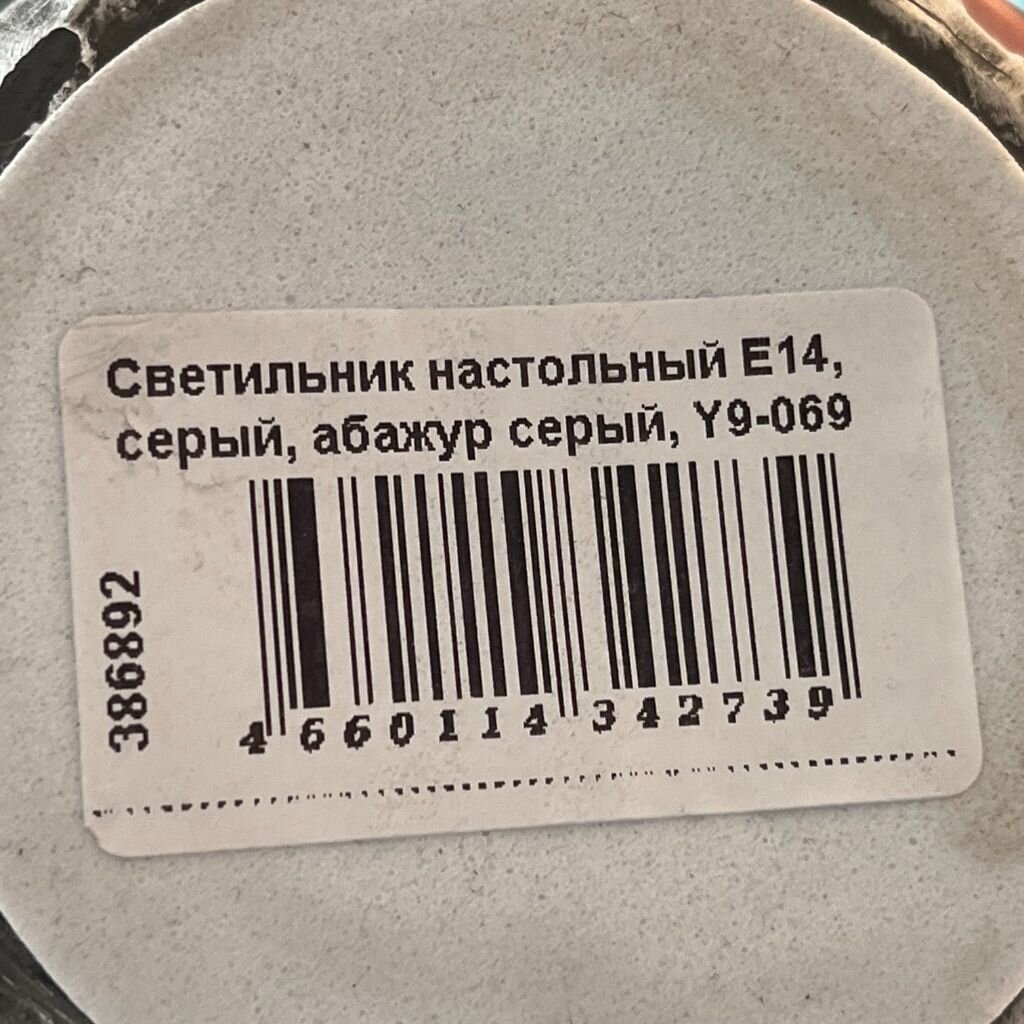 Светильник настольный E14,
серый, абажур серый, Y9-069
386892
4 660114 342739